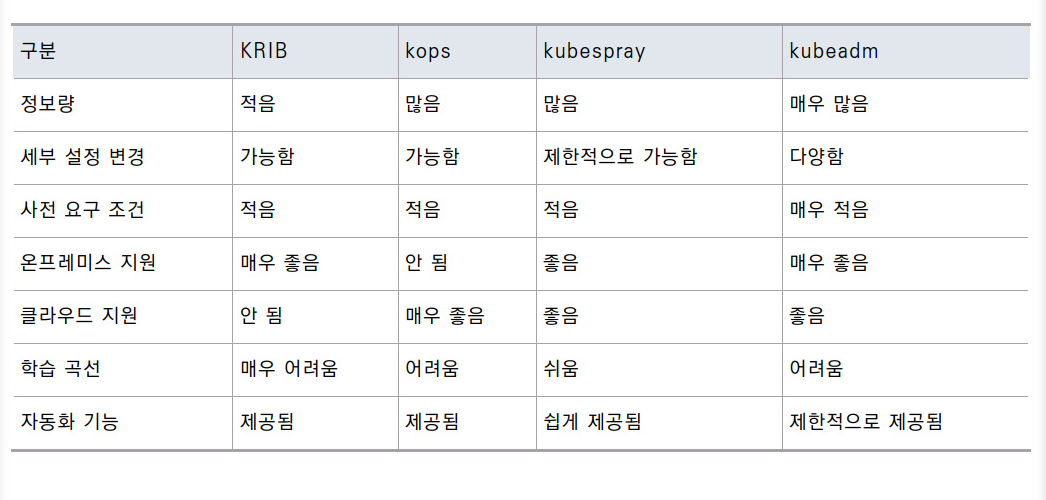 구분 KRIB kops kubespray kubeadm
정보량 적음 많음 많음 매우 많음
세부 설정 변경 가능함 가능함 제한적으로 가능함 다양함
사전 요구 조건 적음 적음 적음 매우 적음
온프레미스 지원 매우 좋음 안 됨 좋음 매우 좋음
클라우드 지원 안 됨 매우 좋음 좋음 좋음
학습 곡선 매우 어려움 어려움 쉬움 어려움
자동화 기능 제공됨 제공됨 쉽게 제공됨 제한적으로 제공됨